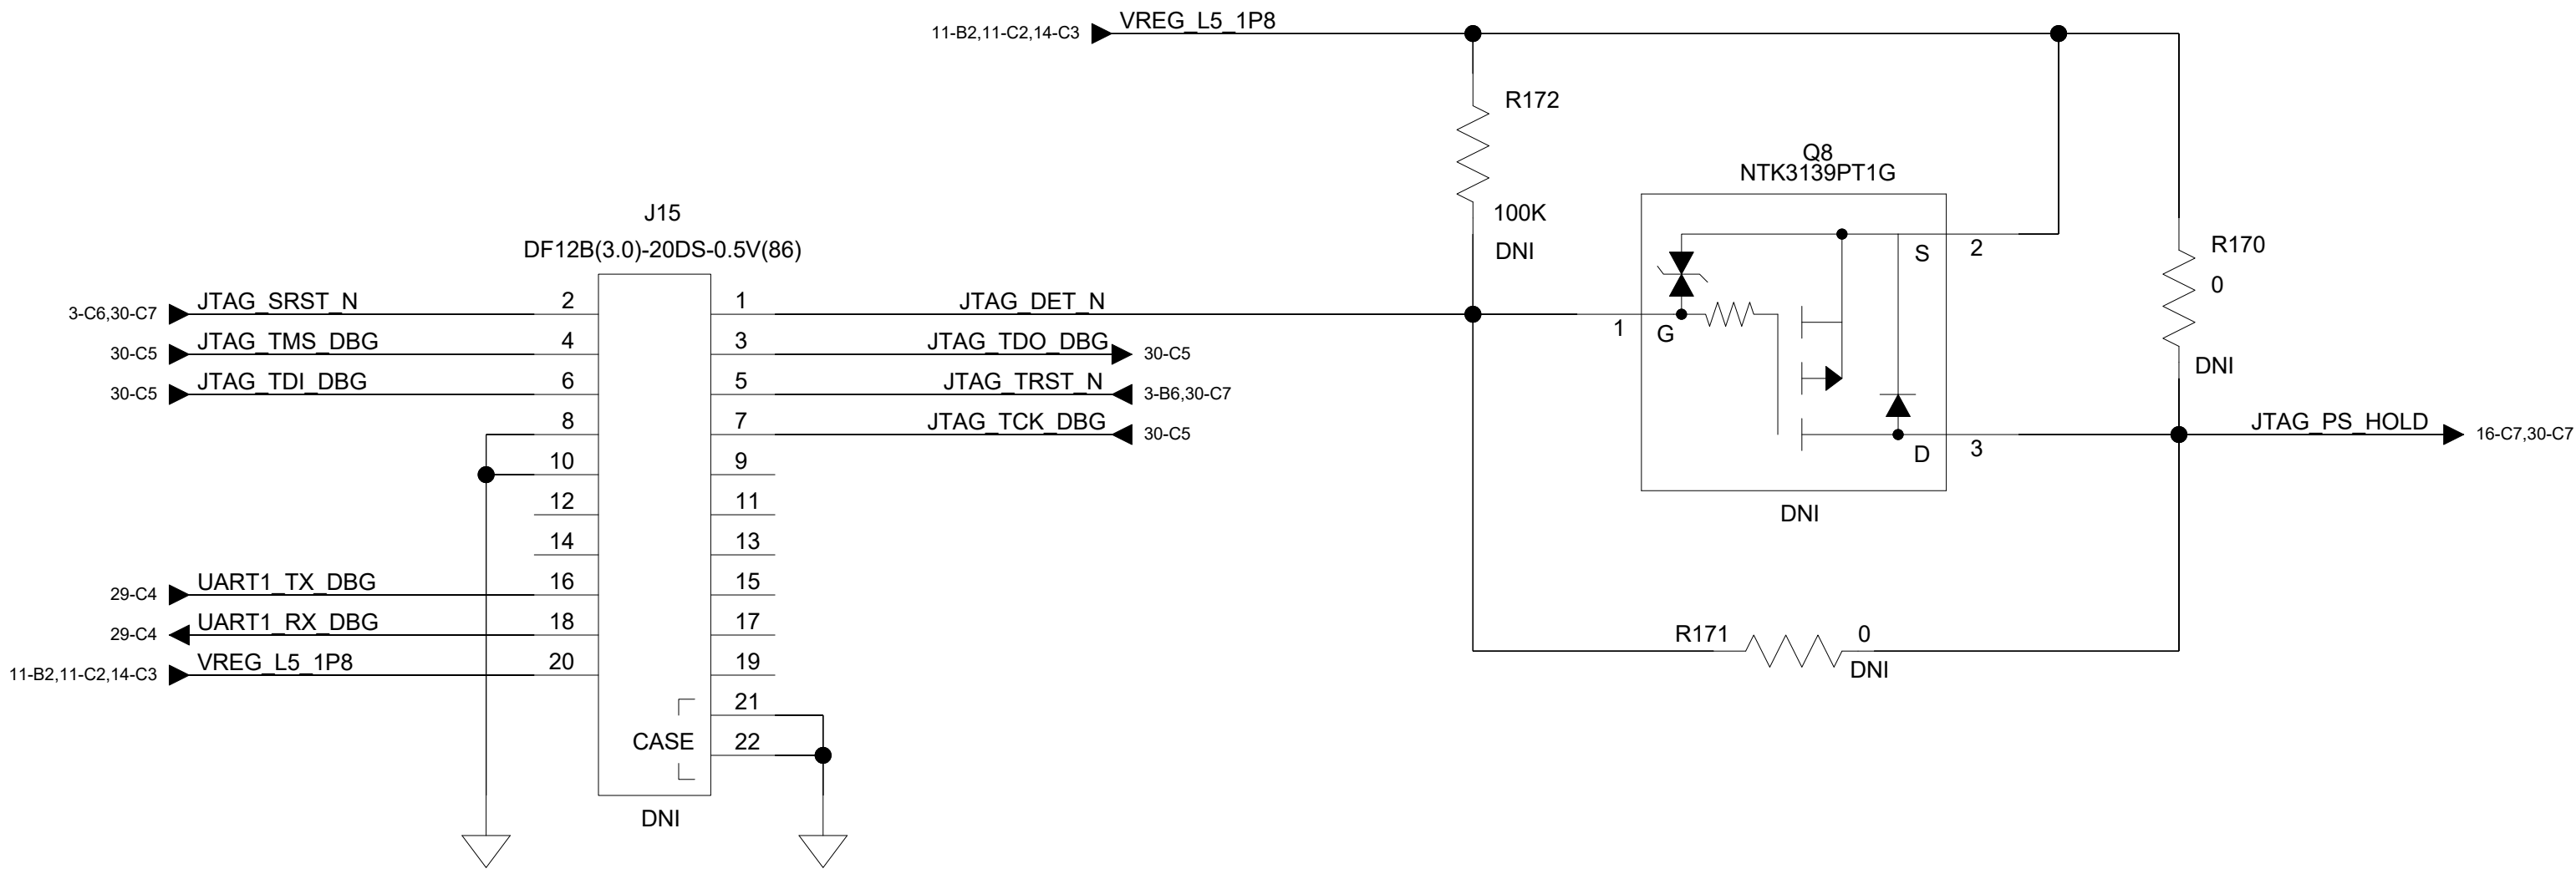 11-B2,11-C2,14-C3 VREG_L5_1P8
R172
100K
DNI
Q8
NTK3139PT1G
S 2
1 G
D 3
DNI
R170
0
DNI
JTAG_PS_HOLD 16-C7,30-C7
R171 0
DNI
J15
DF12B(3.0)-20DS-0.5V(86)
3-C6,30-C7 JTAG_SRST_N 2 1 JTAG_DET_N
30-C5 JTAG_TMS_DBG 4 3 JTAG_TDO_DBG 30-C5
30-C5 JTAG_TDI_DBG 6 5 JTAG_TRST_N 3-B6,30-C7
8 7 JTAG_TCK_DBG 30-C5
10 9
12 11
14 13
29-C4 UART1_TX_DBG 16 15
29-C4 UART1_RX_DBG 18 17
11-B2,11-C2,14-C3 VREG_L5_1P8 20 19
21
CASE 22
DNI